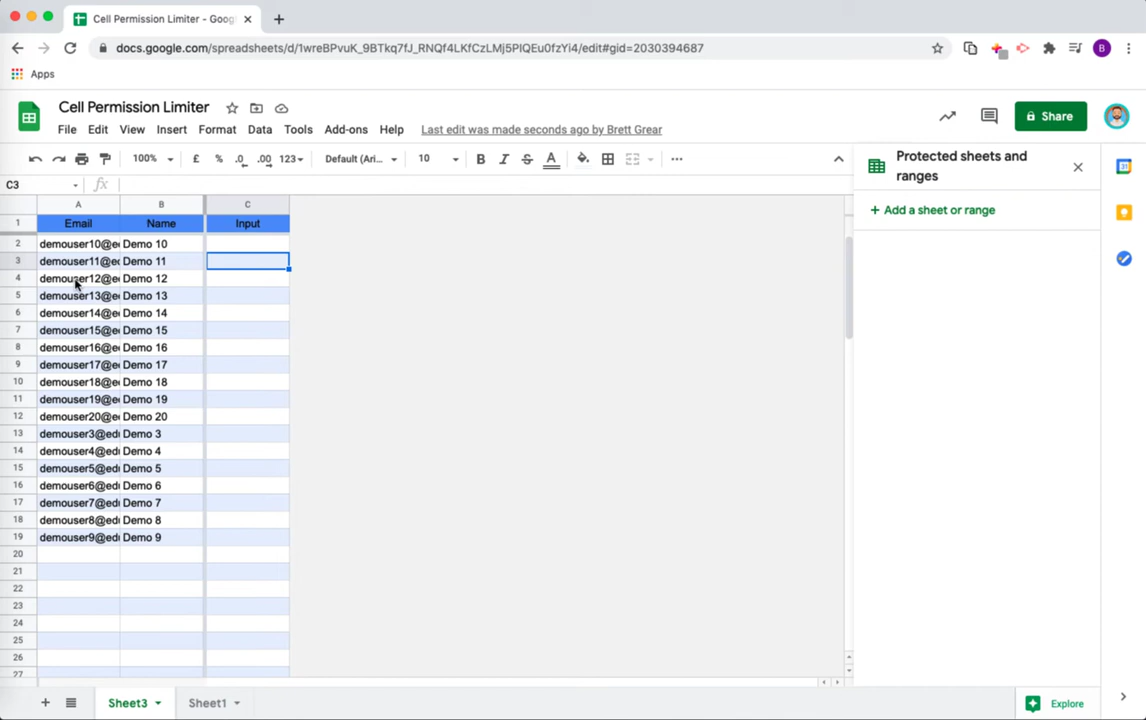 Cell Permission Limiter - Goog
docs.google.com/spreadsheets/d/1wreBPvuK_9BTkq7fJ_RNQf4LKfCzLMj5PIQEu0fzYi4/edit#gid=2030394687
B
Apps
Cell Permission Limiter
File Edit View Insert Format Data Tools Add-ons Help Last edit was made seconds ago by Brett Grear
Share
100% £ % .0 .00 123 Default (Ari... 10 B I S A
Protected sheets and
ranges
C3 fx
+ Add a sheet or range
A B C
1 Email Name Input
2 demouser10@e Demo 10
3 demouser11@e Demo 11
4 demouser12@e Demo 12
5 demouser13@e Demo 13
6 demouser14@e Demo 14
7 demouser15@e Demo 15
8 demouser16@e Demo 16
9 demouser17@e Demo 17
10 demouser18@e Demo 18
11 demouser19@e Demo 19
12 demouser20@e Demo 20
13 demouser3@ed Demo 3
14 demouser4@ed Demo 4
15 demouser5@ed Demo 5
16 demouser6@ed Demo 6
17 demouser7@ed Demo 7
18 demouser8@ed Demo 8
19 demouser9@ed Demo 9
20
21
22
23
24
25
26
27
Sheet3 Sheet1
Explore